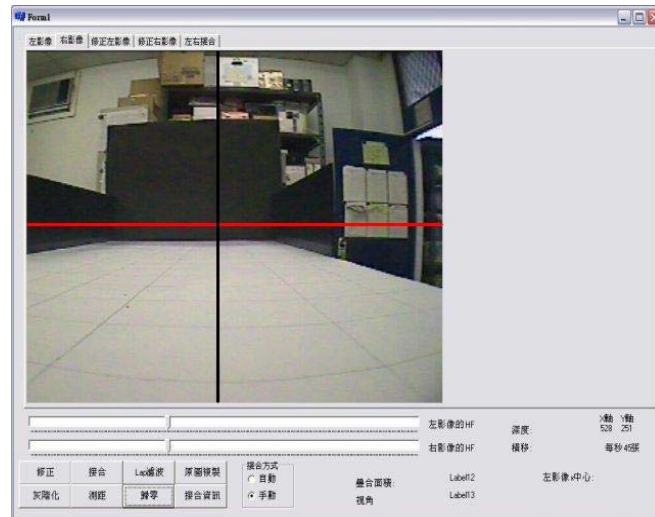 Form1
左影像 右影像 修正左影像 修正右影像 左右接合
左影像的HF 深度: X軸 Y軸
528 251
右影像的HF 橫移: 每秒45張
修正 接合 Lap濾波 原圖複製 接合方式
自動
灰階化 測距 歸零 接合資訊 手動
疊合面積: Label12 左影像x中心:
視角 Label13